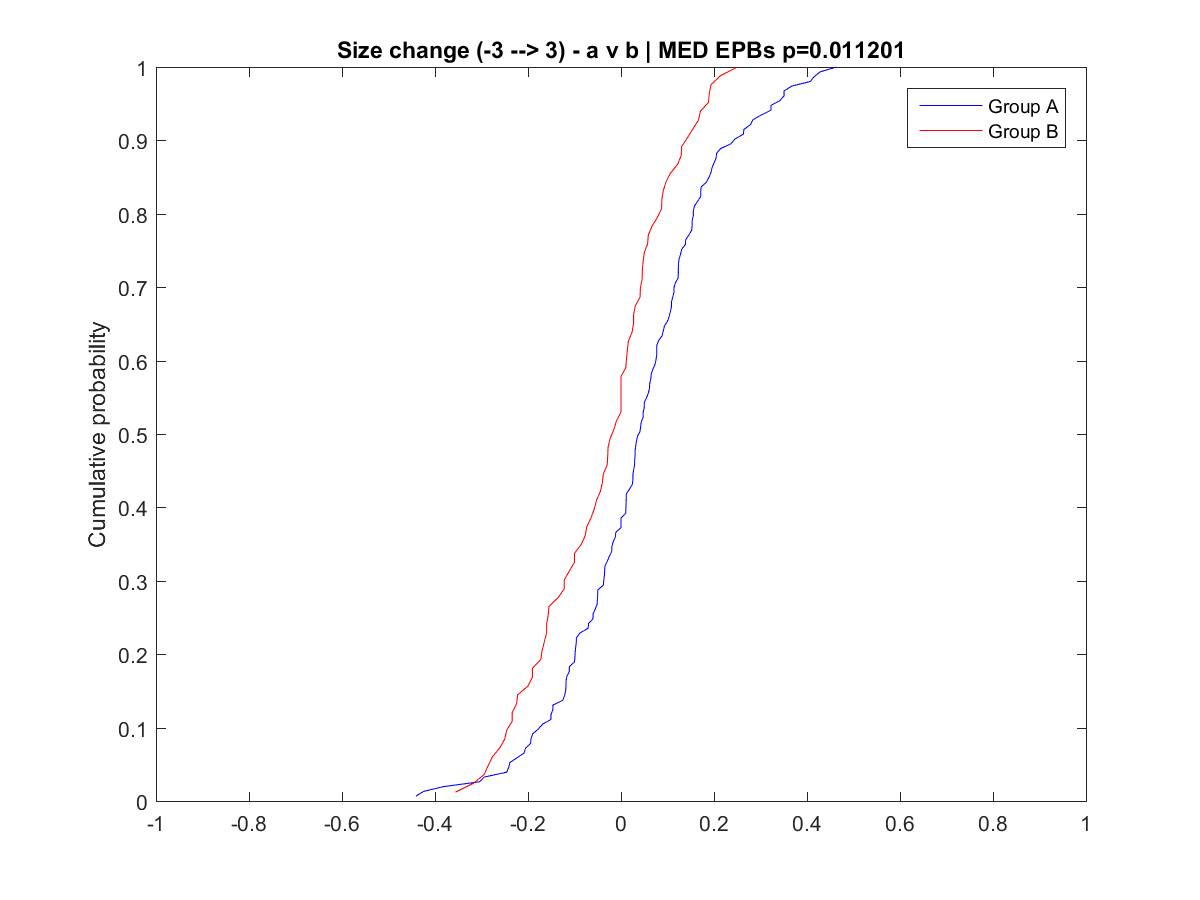 Size change (-3 --> 3) - a v b | MED EPBs p=0.011201
1
0.9
0.8
0.7
0.6
0.5
0.4
0.3
0.2
0.1
0
Cumulative probability
Group A
Group B
-1 -0.8 -0.6 -0.4 -0.2 0 0.2 0.4 0.6 0.8 1